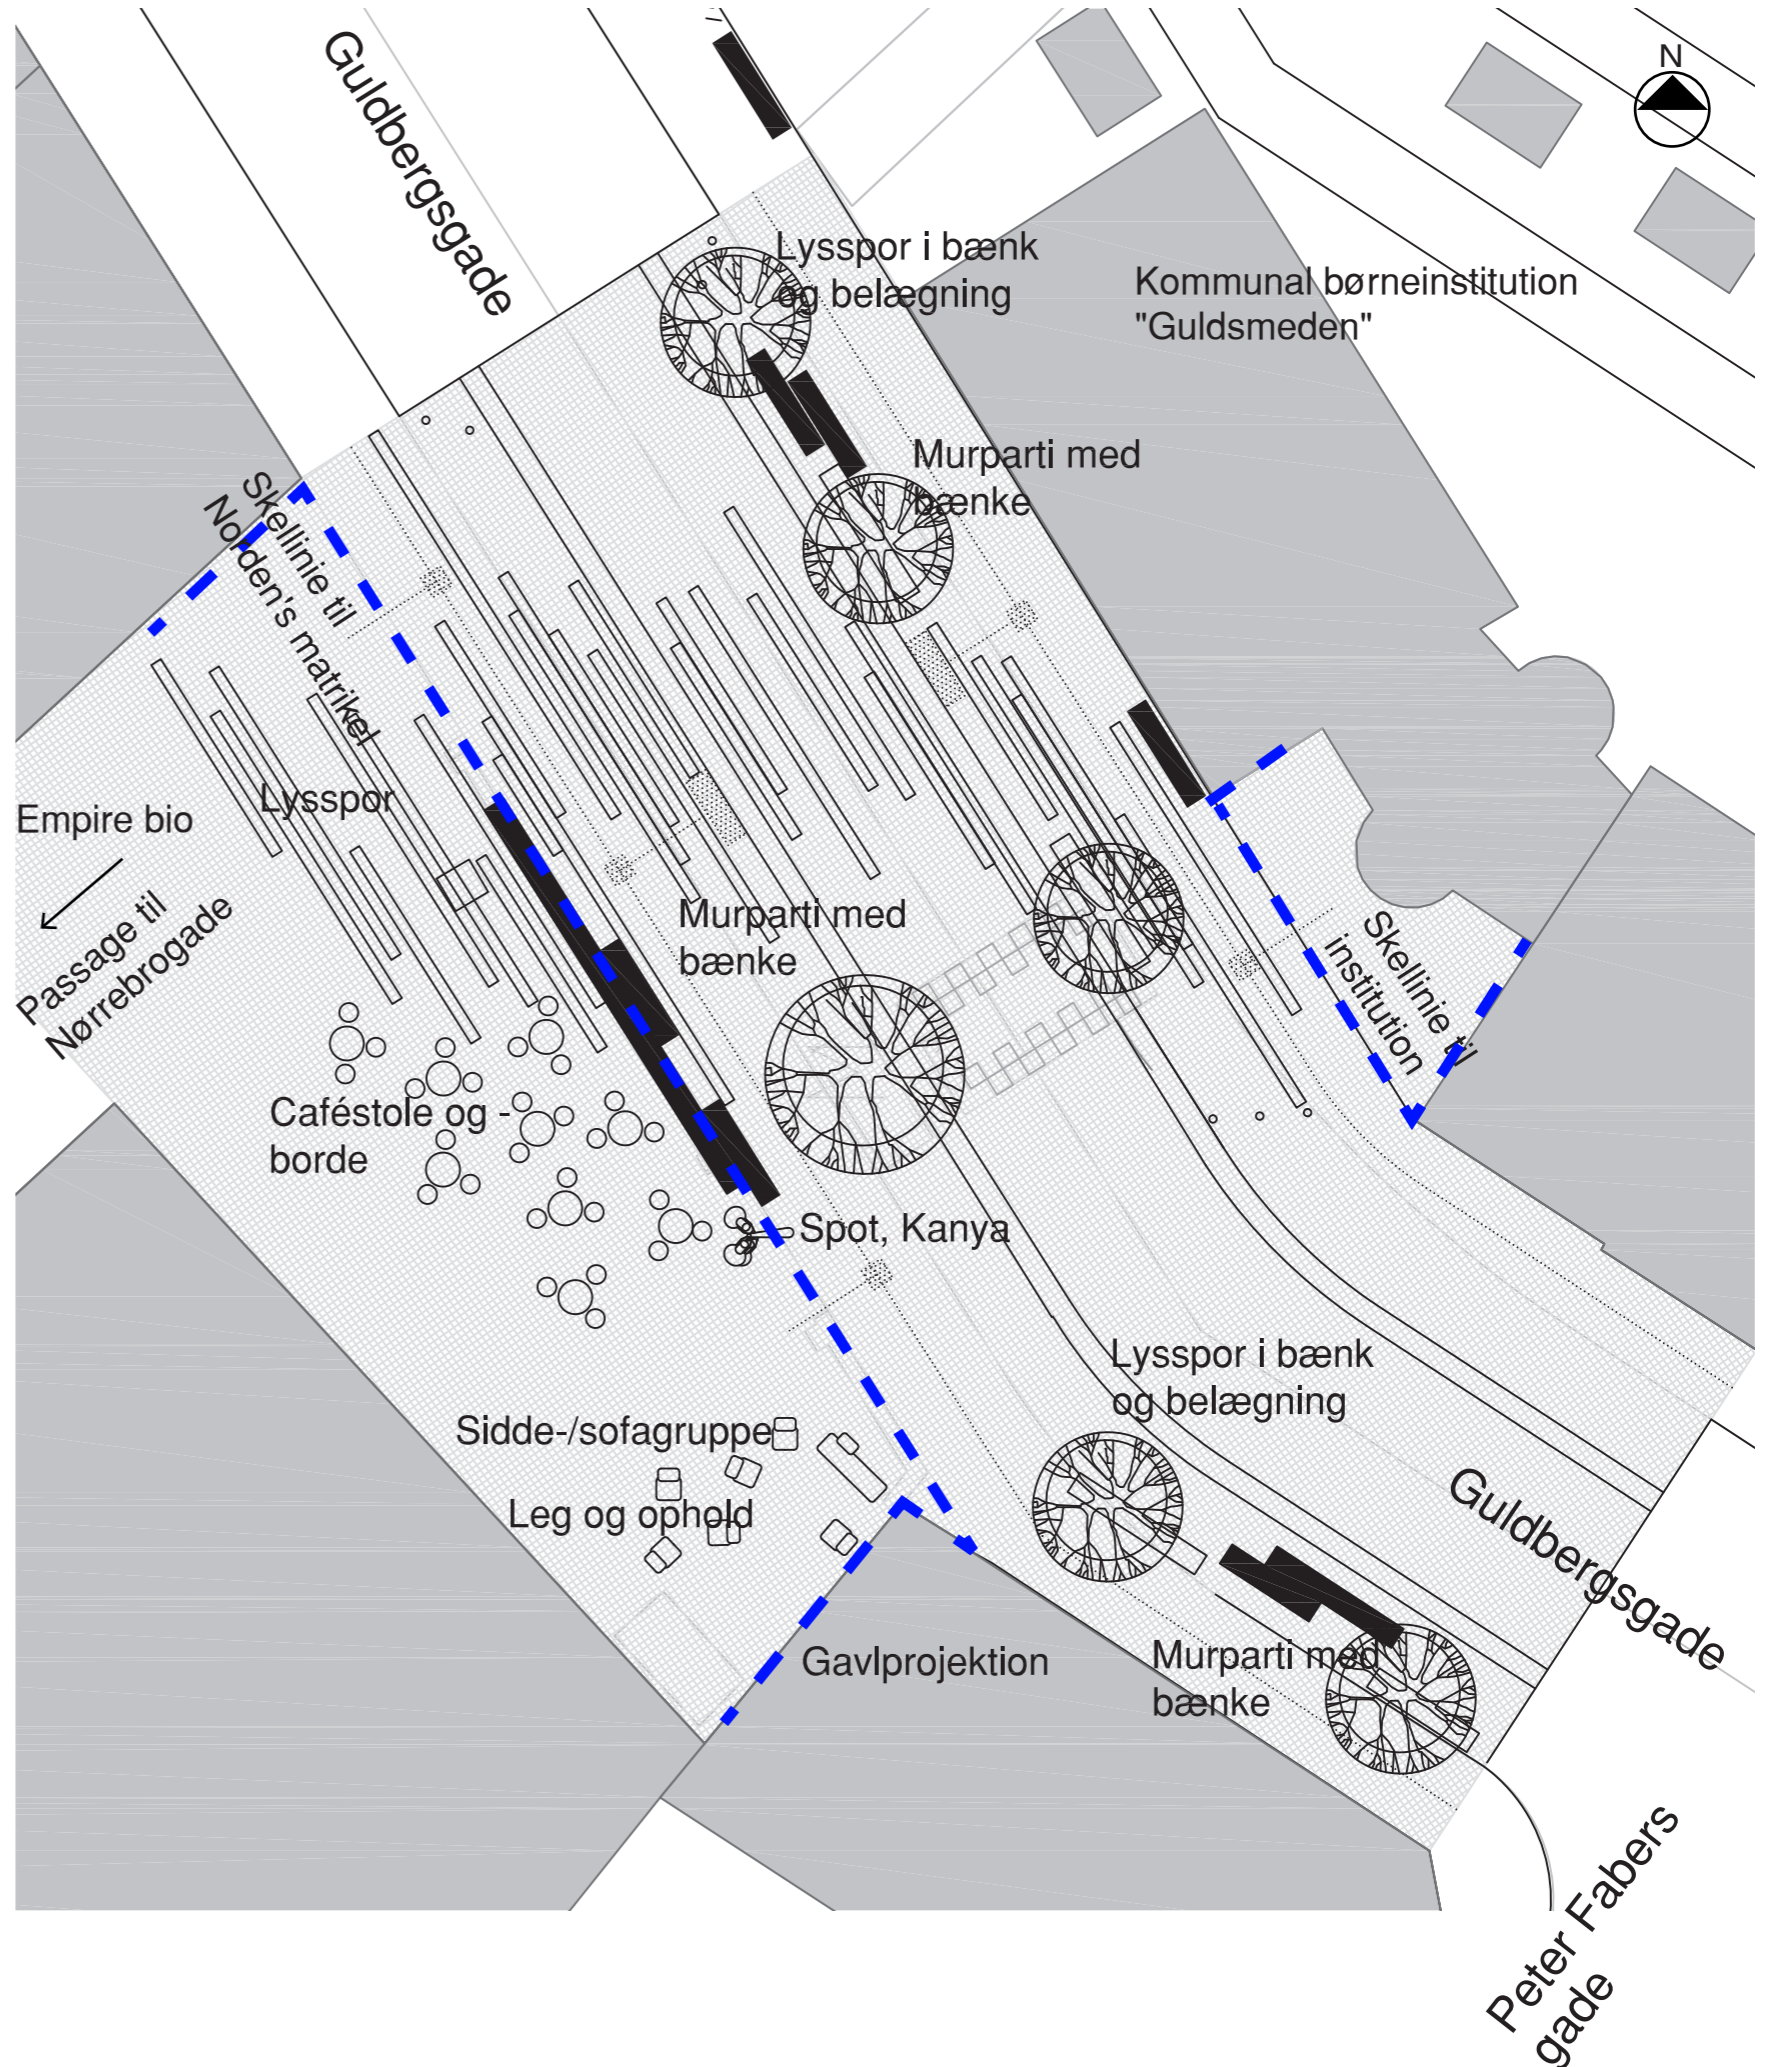 N
Guldbergsgade
Lysspor i bænk
og belægning
Kommunal børneinstitution
"Guldsmeden"
Murparti med
bænke
Skellinie til
Norden's matrikel
Lysspor
Empire bio
Passage til
Nørrebrogade
Murparti med
bænke
Skellinie til
institution
Caféstole og -
borde
Spot, Kanya
Lysspor i bænk
og belægning
Sidde-/sofagruppe
Leg og ophold
Guldbergsgade
Gavlprojektion
Murparti med
bænke
Peter Fabers
gade